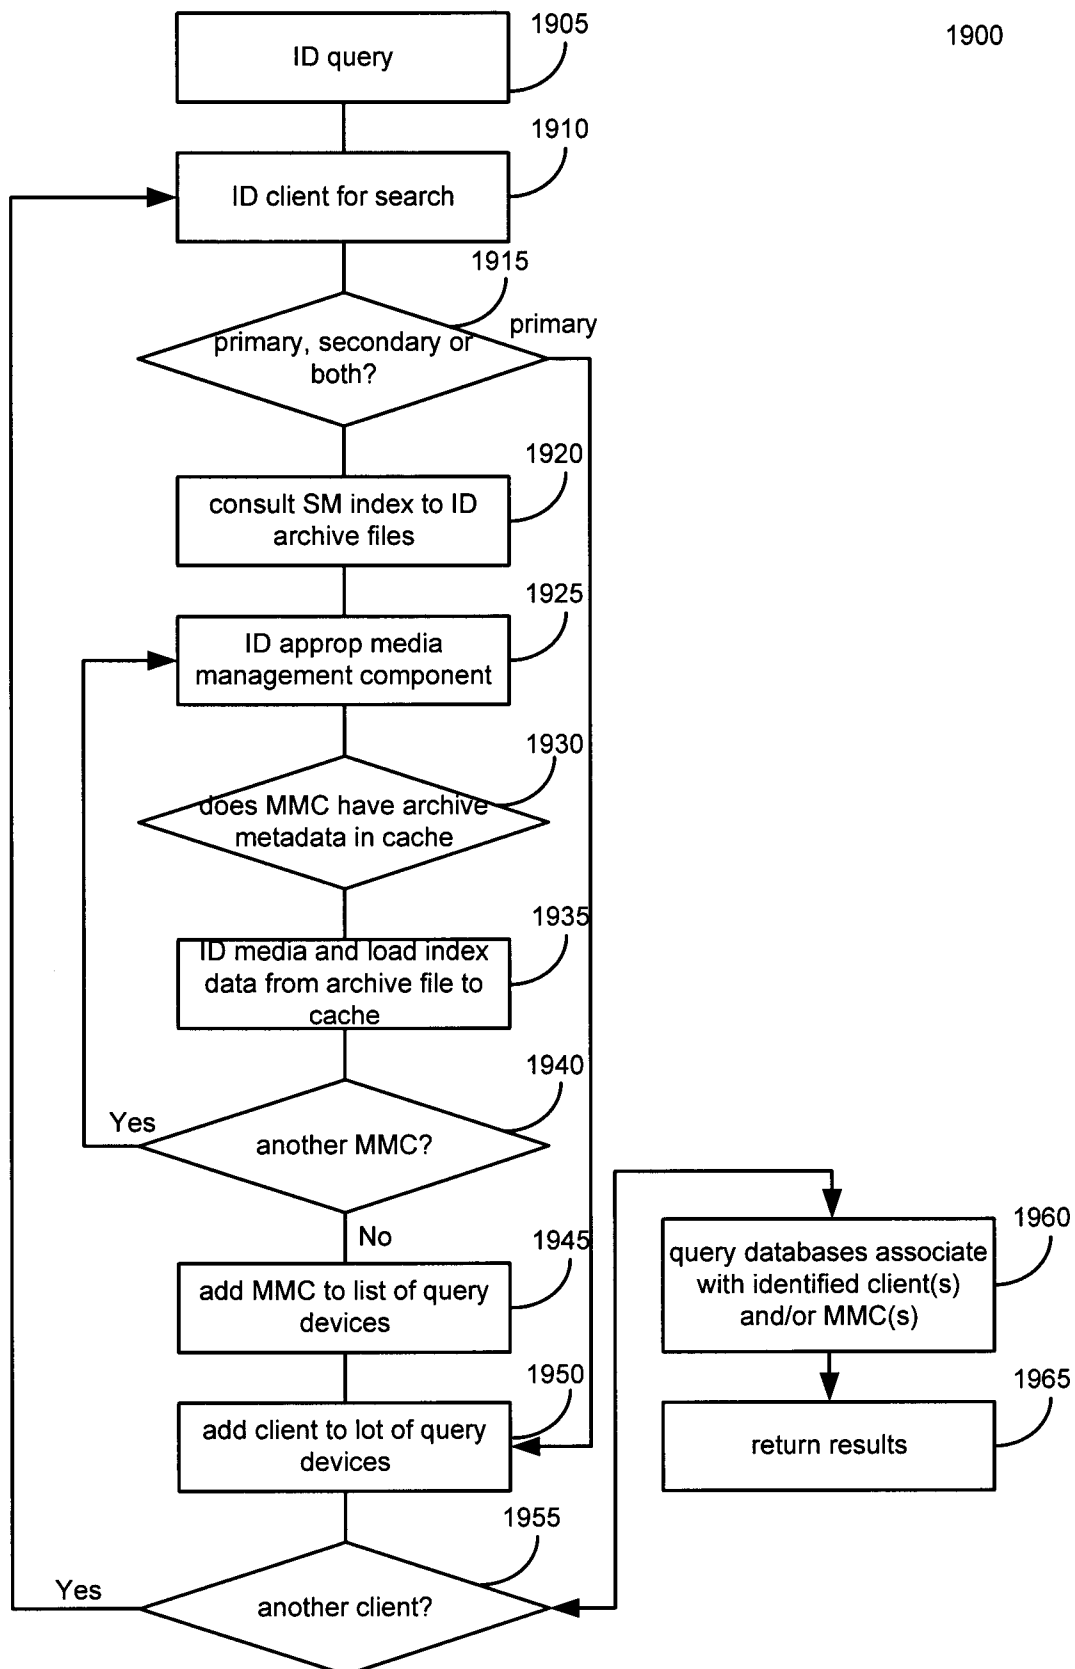 1900
1905
ID query
1910
ID client for search
1915
primary
primary, secondary or
both?
1920
consult SM index to ID
archive files
1925
ID approp media
management component
1930
does MMC have archive
metadata in cache
1935
ID media and load index
data from archive file to
cache
1940
Yes
another MMC?
No
1945
add MMC to list of query
devices
1950
add client to lot of query
devices
1955
Yes
another client?
1960
query databases associate
with identified client(s)
and/or MMC(s)
1965
return results